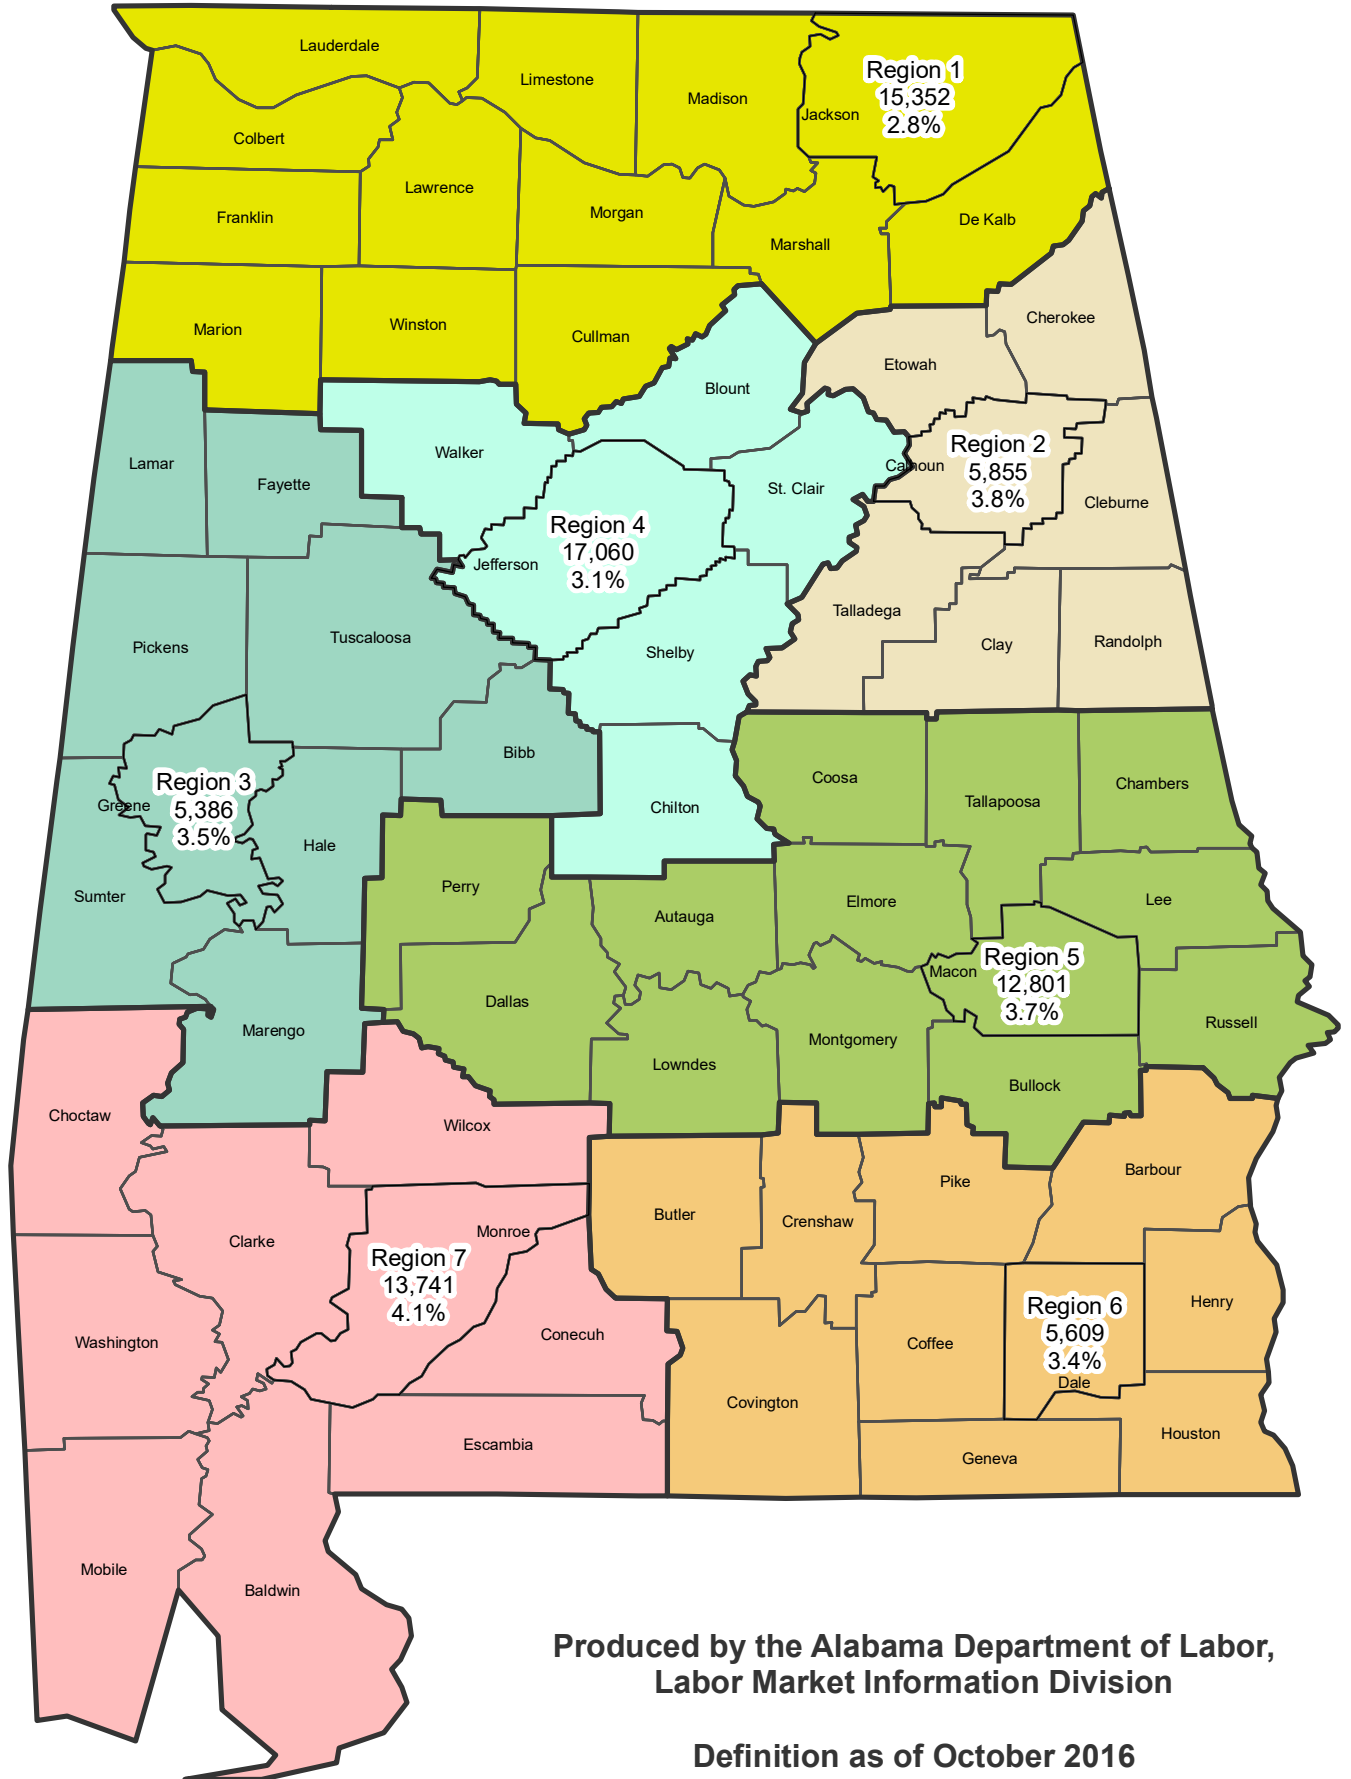 Lauderdale
Limestone
Madison
Jackson
Region 1
15,352
2.8%
Colbert
Lawrence
Franklin
Morgan
Marshall
De Kalb
Marion
Winston
Cullman
Cherokee
Etowah
Blount
Walker
Lamar
Fayette
St. Clair
Calhoun
Region 2
5,855
3.8%
Cleburne
Region 4
17,060
3.1%
Jefferson
Talladega
Clay
Randolph
Pickens
Tuscaloosa
Shelby
Bibb
Region 3
5,386
3.5%
Greene
Hale
Sumter
Chilton
Coosa
Tallapoosa
Chambers
Perry
Autauga
Elmore
Lee
Macon
Region 5
12,801
3.7%
Dallas
Marengo
Lowndes
Montgomery
Russell
Bullock
Choctaw
Wilcox
Barbour
Pike
Butler
Crenshaw
Clarke
Monroe
Region 7
13,741
4.1%
Washington
Conecuh
Coffee
Region 6
5,609
3.4%
Dale
Henry
Covington
Escambia
Geneva
Houston
Mobile
Baldwin
Produced by the Alabama Department of Labor,
Labor Market Information Division
Definition as of October 2016